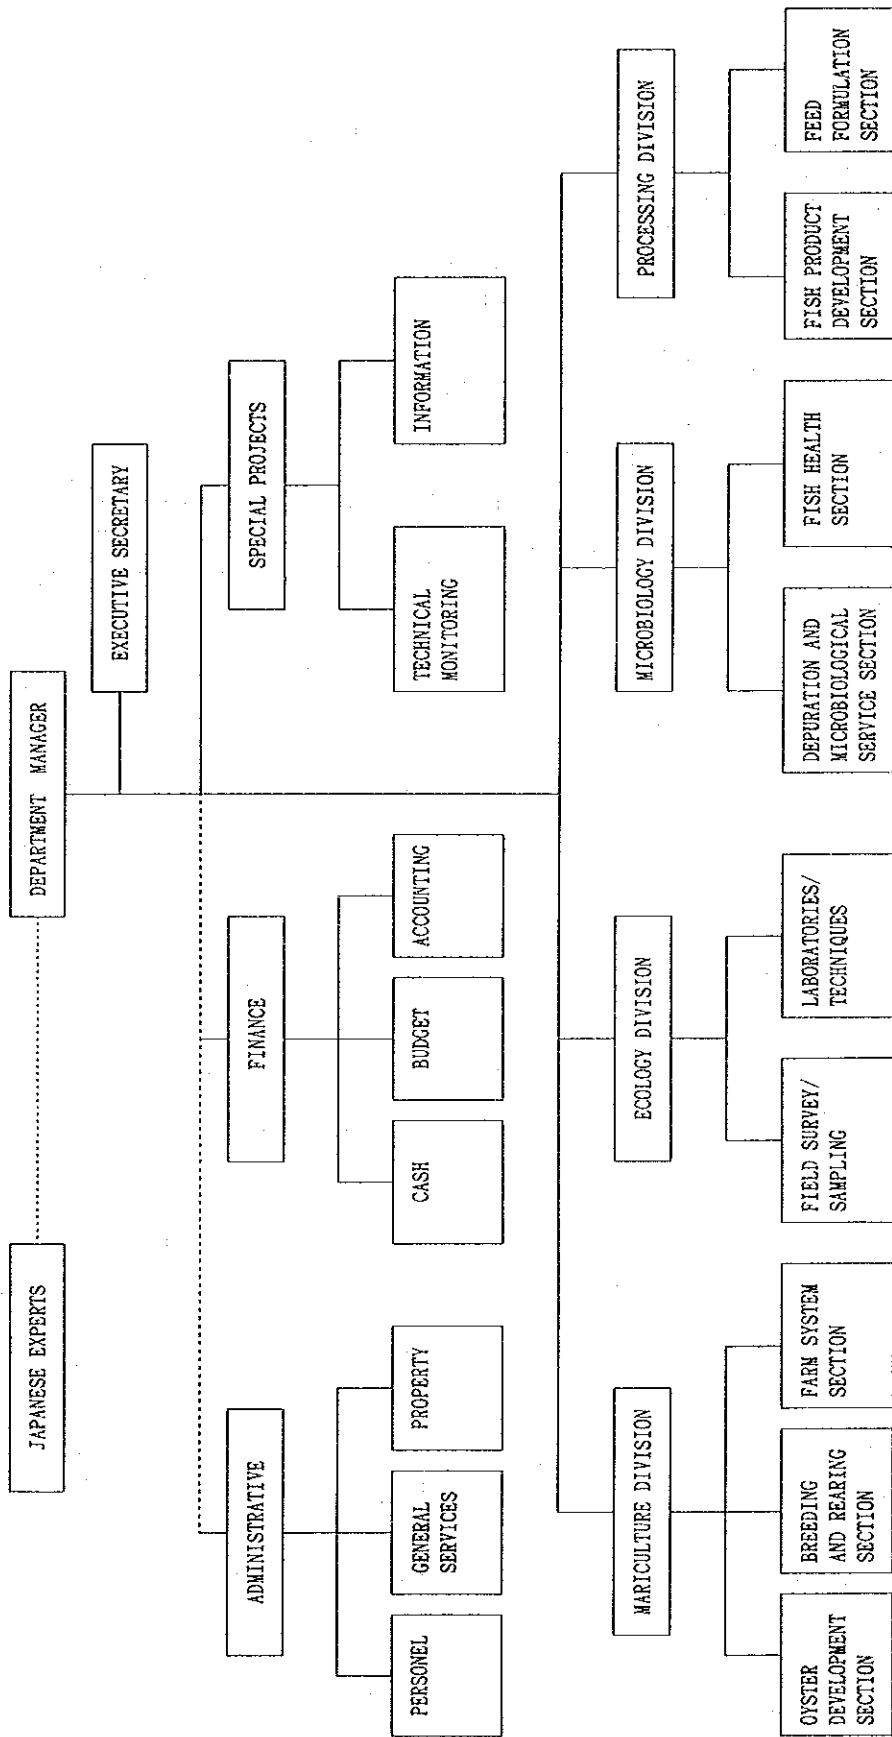 JAPANESE EXPERTS
DEPARTMENT MANAGER
EXECUTIVE SECRETARY
ADMINISTRATIVE
FINANCE
SPECIAL PROJECTS
PERSONEL
GENERAL
SERVICES
PROPERTY
CASH
BUDGET
ACCOUNTING
TECHNICAL
MONITORING
INFORMATION
MARICULTURE DIVISION
ECOLOGY DIVISION
MICROBIOLOGY DIVISION
PROCESSING DIVISION
OYSTER
DEVELOPMENT
SECTION
BREEDING
AND REARING
SECTION
FARM SYSTEM
SECTION
FIELD SURVEY/
SAMPLING
LABORATORIES/
TECHNIQUES
DEPURATION AND
MICROBIOLOGICAL
SERVICE SECTION
FISH HEALTH
SECTION
FISH PRODUCT
DEVELOPMENT
SECTION
FEED
FORMULATION
SECTION